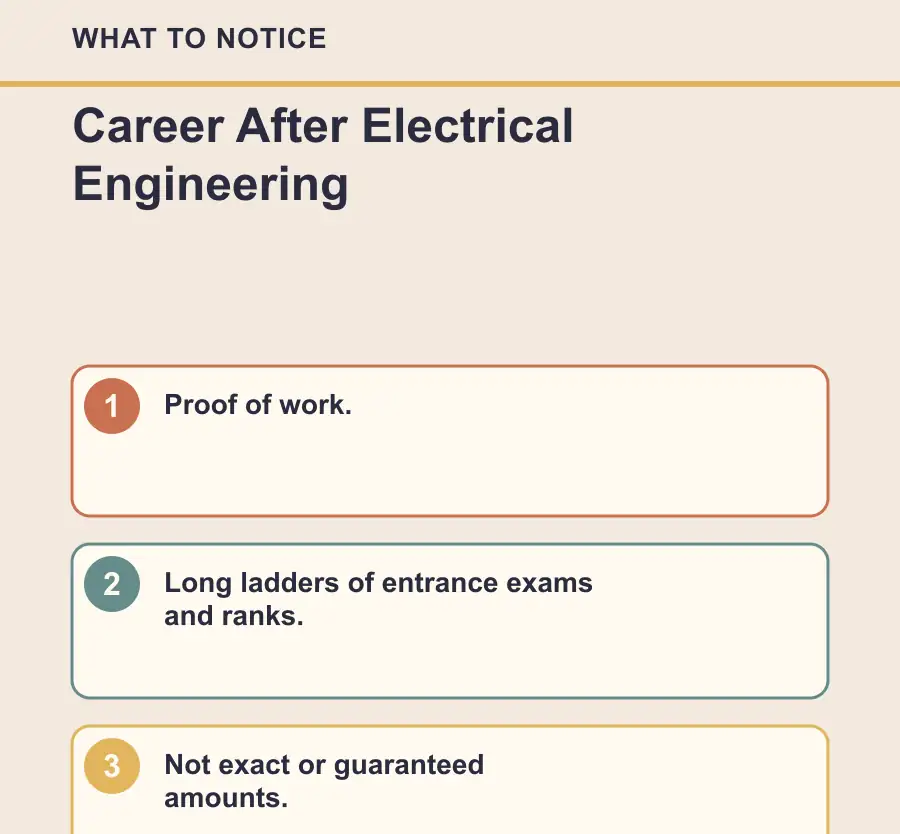 WHAT TO NOTICE
Career After Electrical
Engineering
1
Proof of work.
2
Long ladders of entrance exams
and ranks.
3
Not exact or guaranteed
amounts.